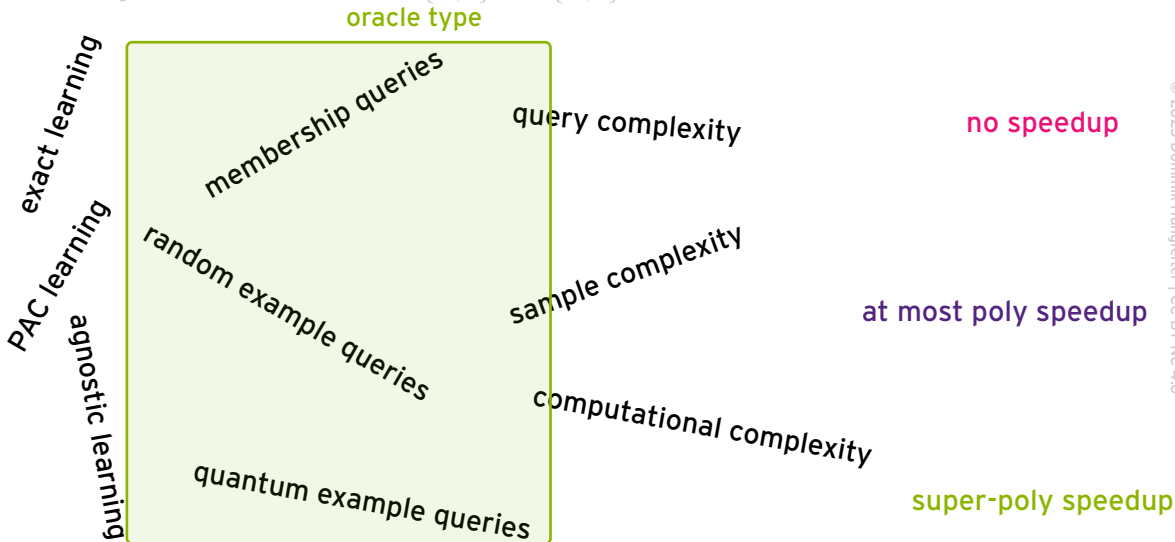 oracle type
exact learning
membership queries
query complexity
no speedup
PAC learning
random example queries
sample complexity
at most poly speedup
agnostic learning
computational complexity
quantum example queries
super-poly speedup